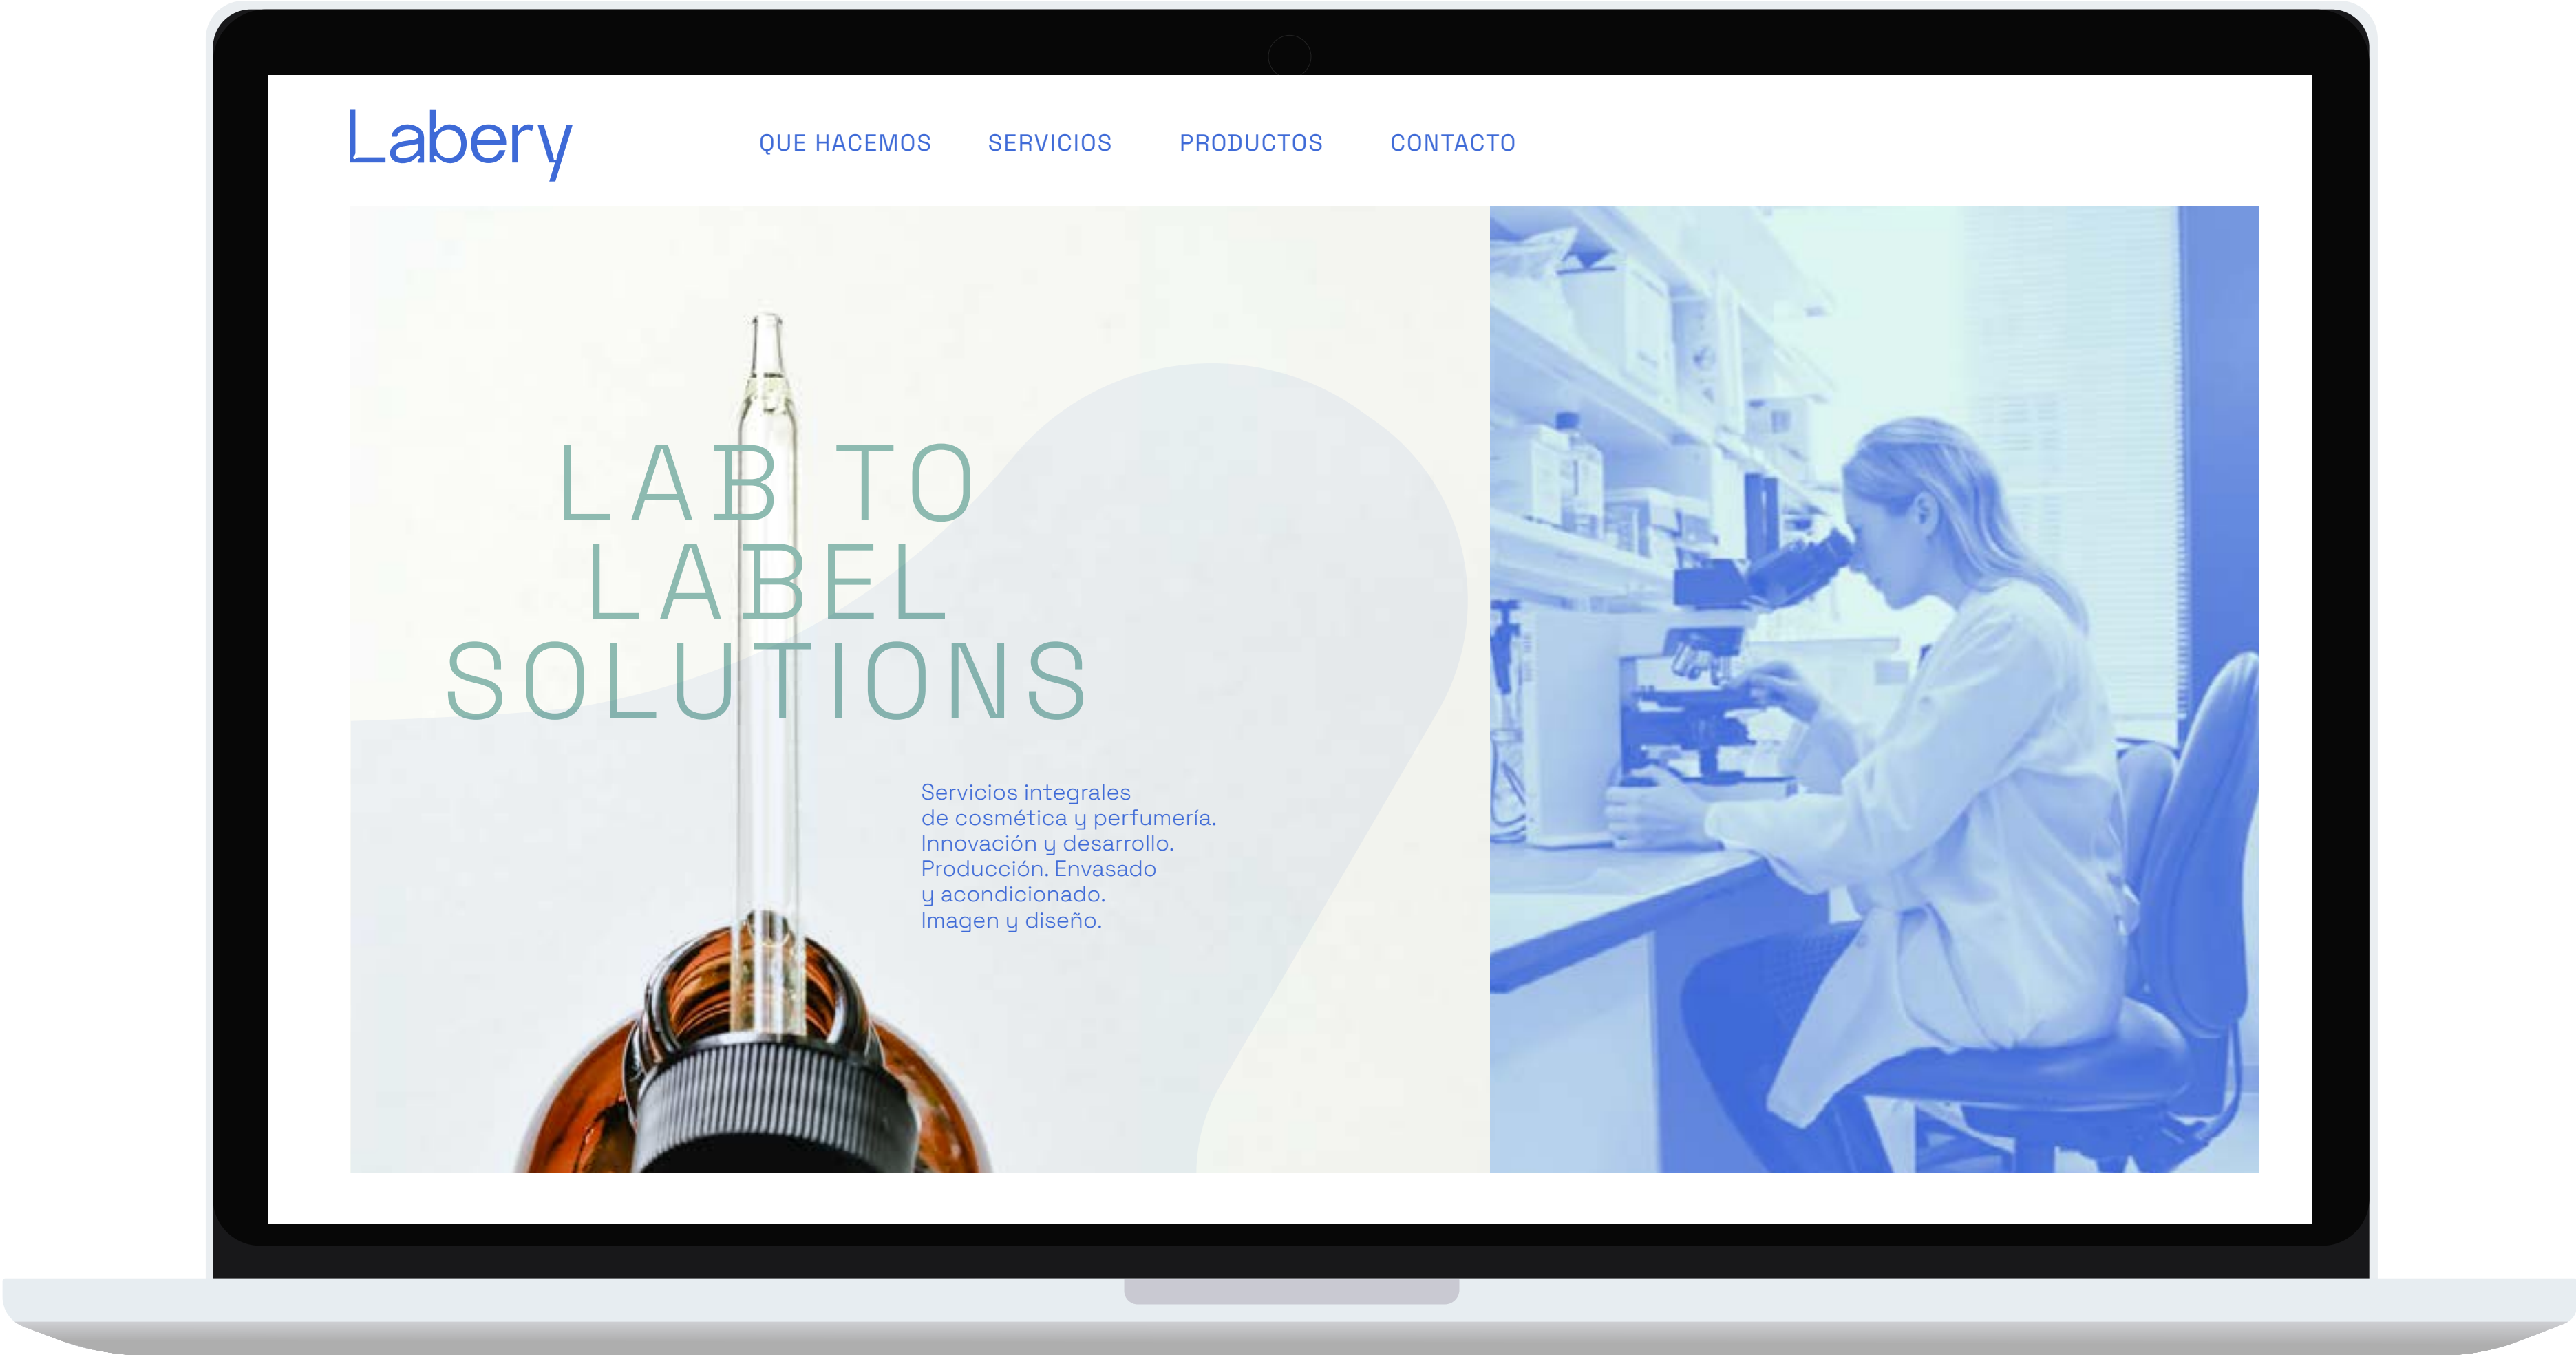 Labery
QUE HACEMOS SERVICIOS PRODUCTOS CONTACTO
LAB TO
LABEL
SOLUTIONS
Servicios integrales
de cosmética y perfumería.
Innovación y desarrollo.
Producción. Envasado
y acondicionado.
Imagen y diseño.